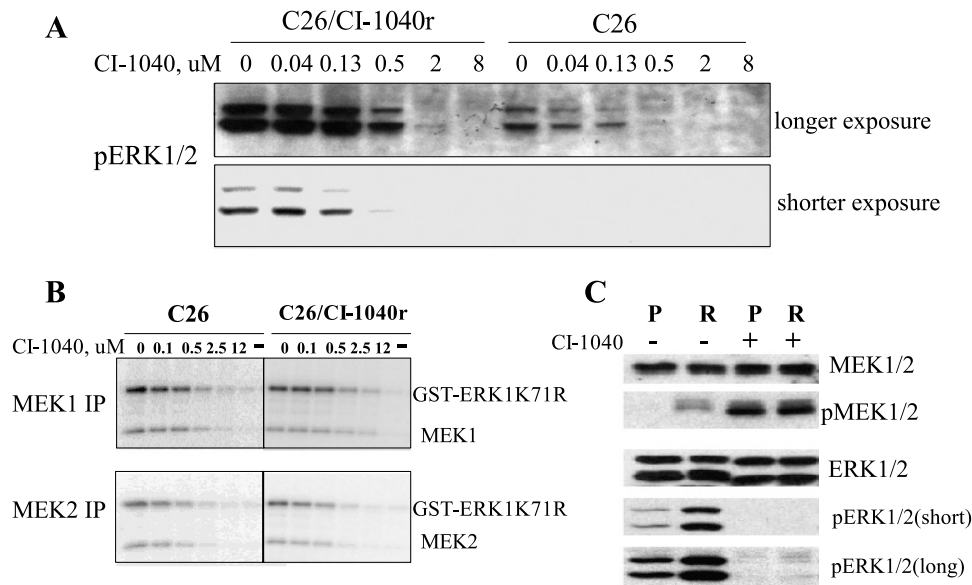 A
C26/CI-1040r C26
CI-1040, uM 0 0.04 0.13 0.5 2 8 0 0.04 0.13 0.5 2 8
longer exposure
pERK1/2
shorter exposure
B
C26 C26/CI-1040r
CI-1040, uM 0 0.1 0.5 2.5 12 – 0 0.1 0.5 2.5 12 –
MEK1 IP
GST-ERK1K71R
MEK1
MEK2 IP
GST-ERK1K71R
MEK2
C
P R P R
CI-1040 - - + +
MEK1/2
pMEK1/2
ERK1/2
pERK1/2(short)
pERK1/2(long)